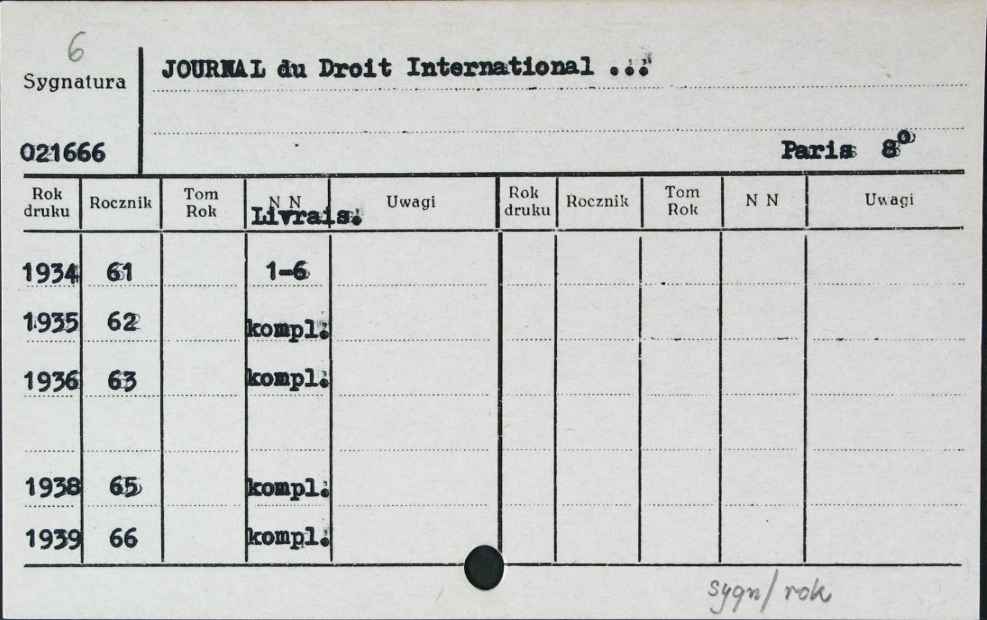 6
Sygnatura
JOURNAL du Droit International ...
021666
Paris 8°
Rok druku Rocznik Tom Rok N N Uwagi Rok druku Rocznik Tom Rok N N Uwagi
Livrais.
1934 61 1-6
1935 62 kompl.
1936 63 kompl.
1938 65 kompl.
1939 66 kompl.
sygn/rok